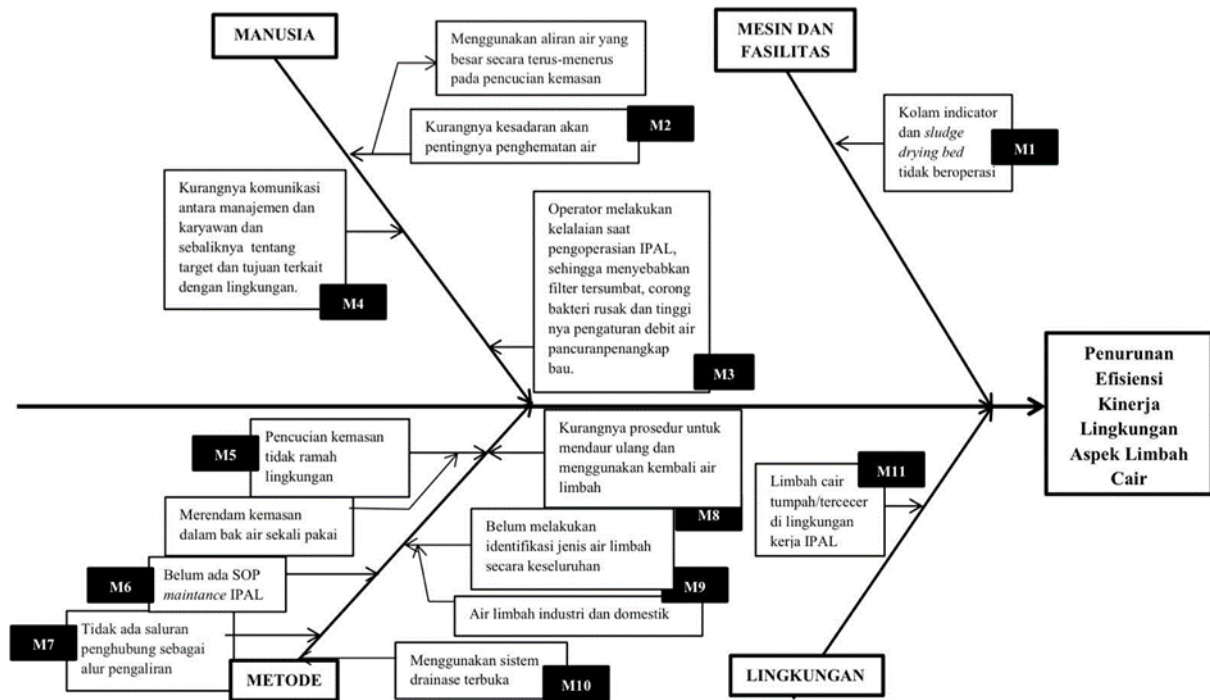 MANUSIA
Menggunakan aliran air yang
besar secara terus-menerus
pada pencucian kemasan
MESIN DAN
FASILITAS
Kurangnya kesadaran akan
pentingnya penghematan air
M2
Kolam indicator
dan sludge
drying bed
tidak beroperasi
M1
Kurangnya komunikasi
antara manajemen dan
karyawan dan
sebaliknya tentang
target dan tujuan terkait
dengan lingkungan.
M4
Operator melakukan
kelalaian saat
pengoperasian IPAL,
sehingga menyebabkan
filter tersumbat, corong
bakteri rusak dan tinggi
nya pengaturan debit air
pancuranpenangkap
bau.
M3
Penurunan
Efisiensi
Kinerja
Lingkungan
Aspek Limbah
Cair
M5
Pencucian kemasan
tidak ramah
lingkungan
Kurangnya prosedur untuk
mendaur ulang dan
menggunakan kembali air
limbah
M8
M11
Limbah cair
tumpah/tercecer
di lingkungan
kerja IPAL
Merendam kemasan
dalam bak air sekali pakai
Belum melakukan
identifikasi jenis air limbah
secara keseluruhan
M9
M6
Belum ada SOP
maintance IPAL
Air limbah industri dan domestik
M7
Tidak ada saluran
penghubung sebagai
alur pengaliran
METODE
Menggunakan sistem
drainase terbuka
M10
LINGKUNGAN